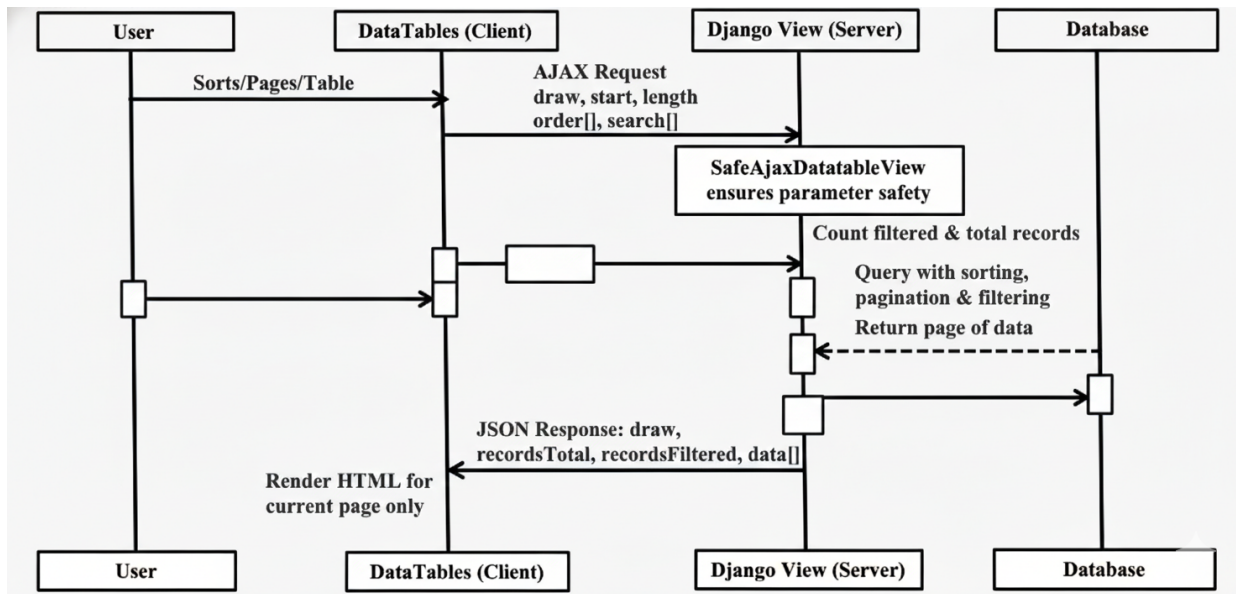 User
DataTables (Client)
Django View (Server)
Database
Sorts/Pages/Table
AJAX Request
draw, start, length
order[], search[]
SafeAjaxDatatableView
ensures parameter safety
Count filtered & total records
Query with sorting,
pagination & filtering
Return page of data
JSON Response: draw,
recordsTotal, recordsFiltered, data[]
Render HTML for
current page only
User
DataTables (Client)
Django View (Server)
Database